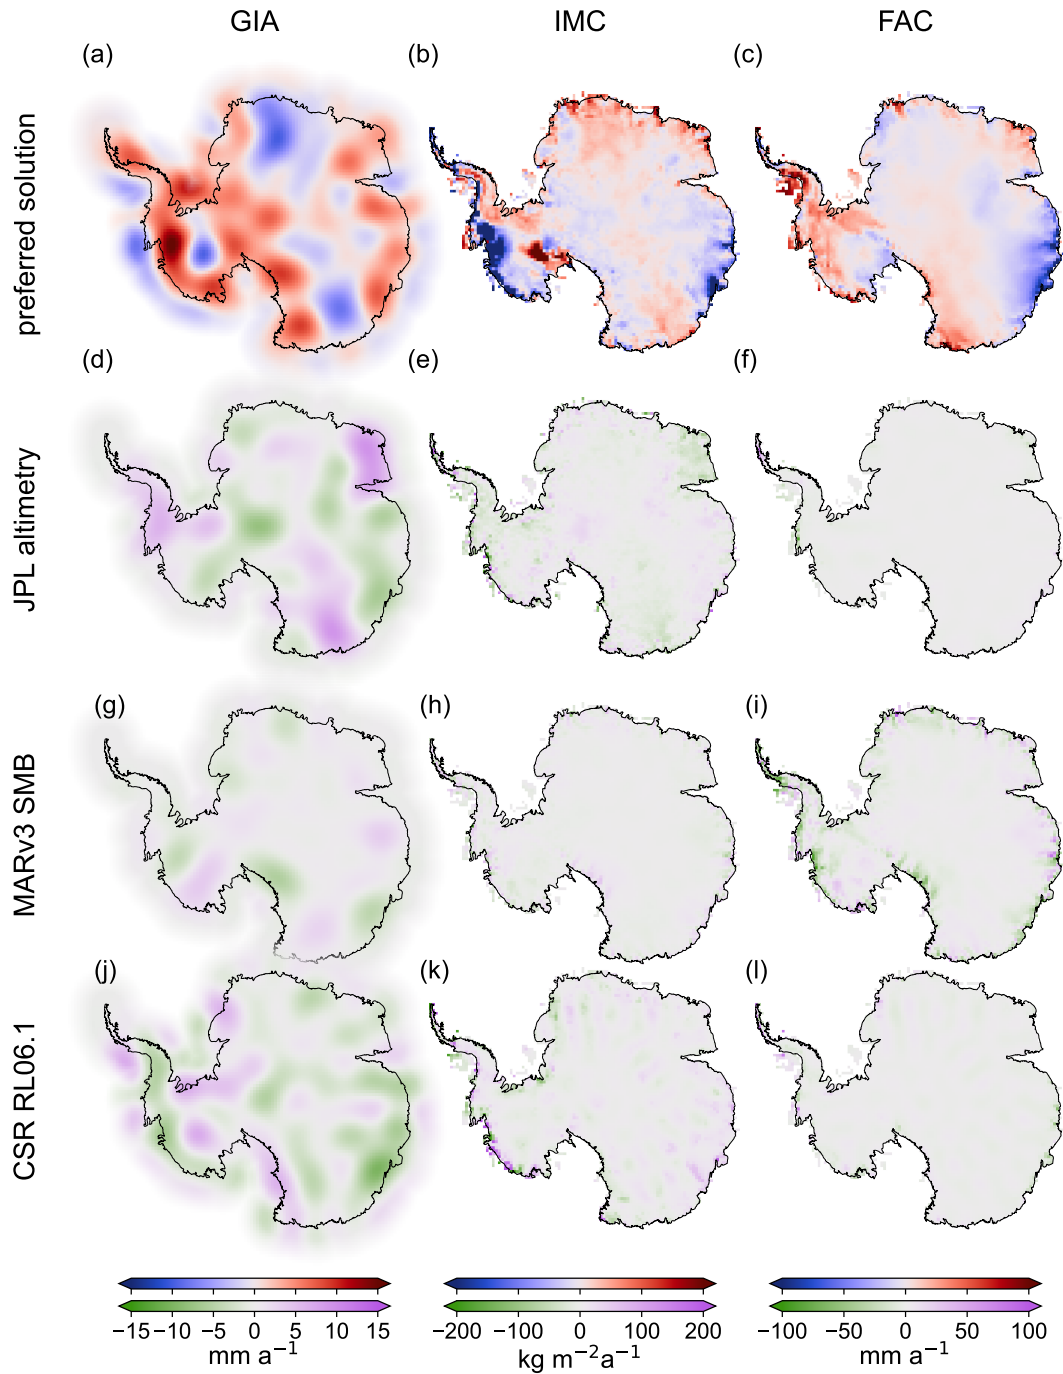 GIA IMC FAC
(a) (b) (c)
preferred solution
(d) (e) (f)
JPL altimetry
(g) (h) (i)
MARv3 SMB
(j) (k) (l)
CSR RL06.1
−15 −10 −5 0 5 10 15
mm a⁻¹
−200 −100 0 100 200
kg m⁻²a⁻¹
−100 −50 0 50 100
mm a⁻¹